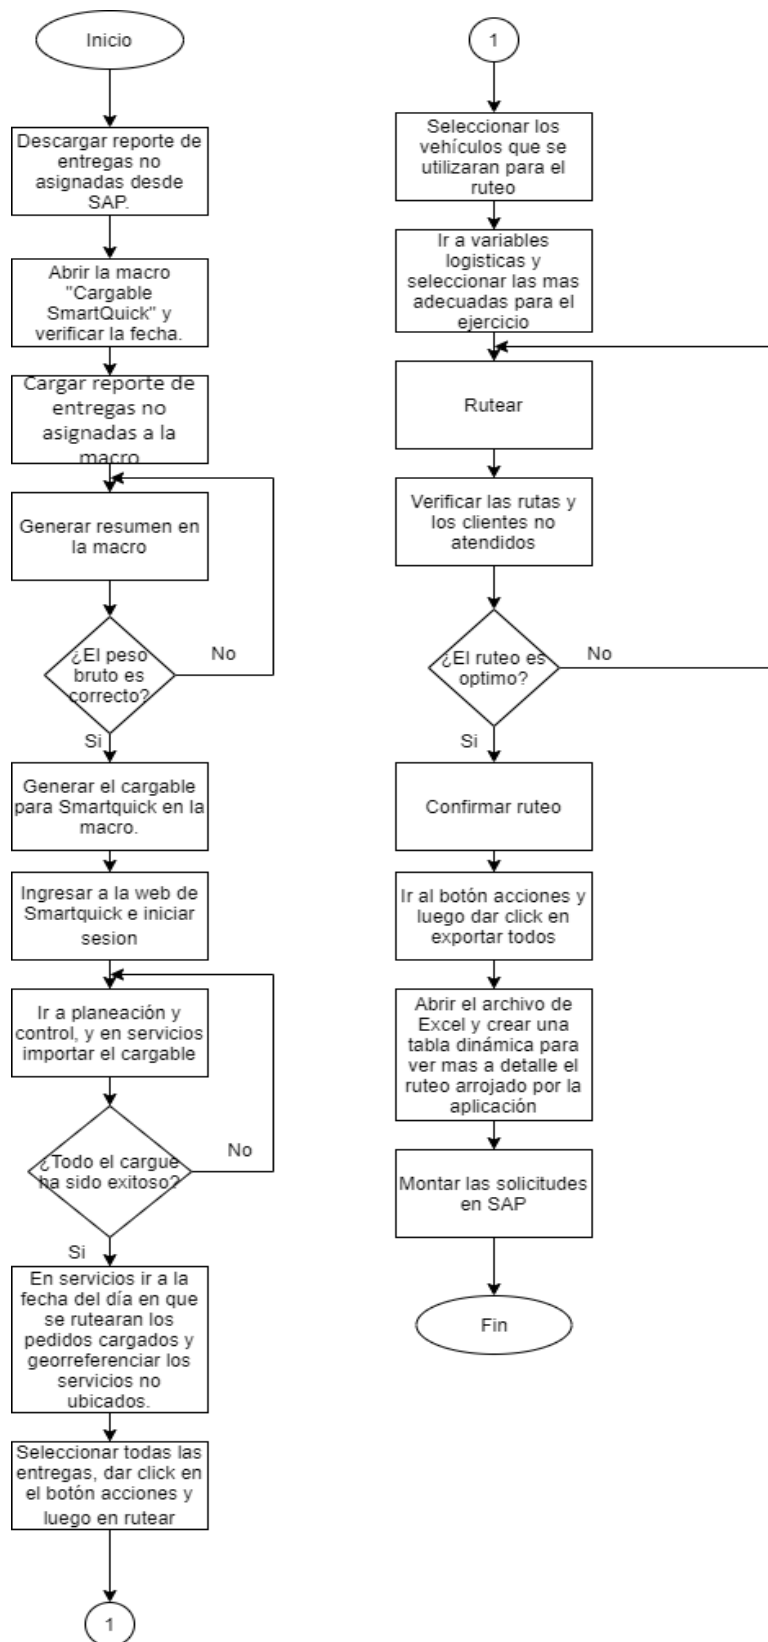 Inicio
Descargar reporte de
entregas no
asignadas desde
SAP.
Abrir la macro
"Cargable
SmartQuick" y
verificar la fecha.
Cargar reporte de
entregas no
asignadas a la
macro
Generar resumen en
la macro
¿El peso
bruto es
correcto?
No
Si
Generar el cargable
para Smartquick en la
macro.
Ingresar a la web de
Smartquick e iniciar
sesion
Ir a planeación y
control, y en servicios
importar el cargable
¿Todo el cargue
ha sido exitoso?
No
Si
En servicios ir a la
fecha del día en que
se rutearan los
pedidos cargados y
georreferenciar los
servicios no
ubicados.
Seleccionar todas las
entregas, dar click en
el botón acciones y
luego en rutear
1
1
Seleccionar los
vehículos que se
utilizaran para el
ruteo
Ir a variables
logisticas y
seleccionar las mas
adecuadas para el
ejercicio
Rutear
Verificar las rutas y
los clientes no
atendidos
¿El ruteo es
optimo?
No
Si
Confirmar ruteo
Ir al botón acciones y
luego dar click en
exportar todos
Abrir el archivo de
Excel y crear una
tabla dinámica para
ver mas a detalle el
ruteo arrojado por la
aplicación
Montar las solicitudes
en SAP
Fin